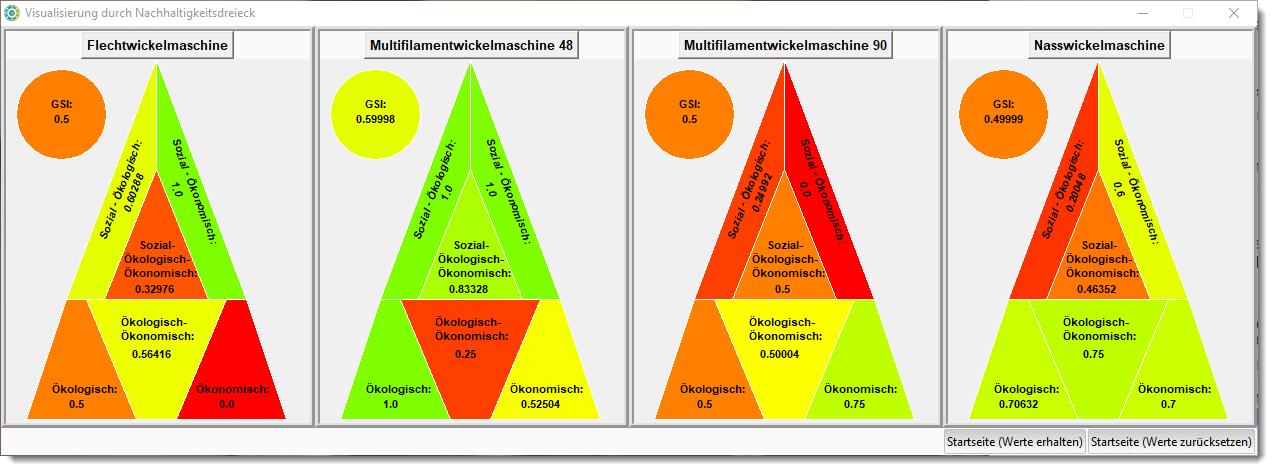 Visualisierung durch Nachhaltigkeitsdreieck
Flechtwickelmaschine
GSI:
0.5
Sozial - Ökologisch:
0.60288
Sozial - Ökonomisch:
1.0
Sozial-
Ökologisch-
Ökonomisch:
0.32976
Ökologisch-
Ökonomisch:
0.56416
Ökologisch:
0.5
Ökonomisch:
0.0
Multifilamentwickelmaschine 48
GSI:
0.59998
Sozial - Ökologisch:
1.0
Sozial - Ökonomisch:
1.0
Sozial-
Ökologisch-
Ökonomisch:
0.83328
Ökologisch-
Ökonomisch:
0.25
Ökologisch:
1.0
Ökonomisch:
0.52504
Multifilamentwickelmaschine 90
GSI:
0.5
Sozial - Ökologisch:
0.24992
Sozial - Ökonomisch:
0.0
Sozial-
Ökologisch-
Ökonomisch:
0.5
Ökologisch-
Ökonomisch:
0.50004
Ökologisch:
0.5
Ökonomisch:
0.75
Nasswickelmaschine
GSI:
0.49999
Sozial - Ökologisch:
0.20048
Sozial - Ökonomisch:
0.6
Sozial-
Ökologisch-
Ökonomisch:
0.46352
Ökologisch-
Ökonomisch:
0.75
Ökologisch:
0.70632
Ökonomisch:
0.7
Startseite (Werte erhalten)
Startseite (Werte zurücksetzen)